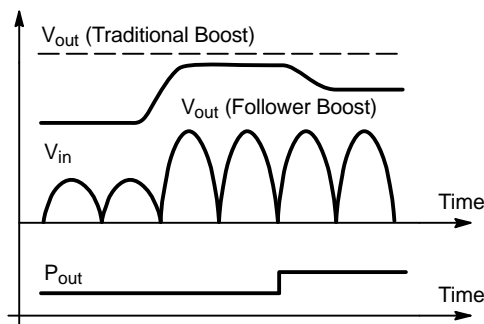 Vout (Traditional Boost)
Vout (Follower Boost)
Vin
Time
Pout
Time